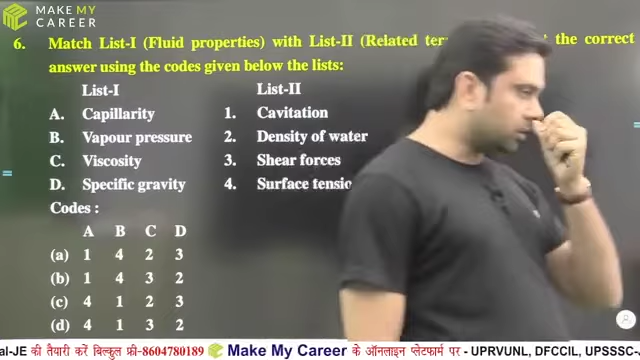 MAKE MY
CAREER
6. Match List-I (Fluid properties) with List-II (Related the correct
answer using the codes given below the lists:
List-I List-II
A. Capillarity 1. Cavitation
B. Vapour pressure 2. Density of water
C. Viscosity 3. Shear forces
D. Specific gravity 4. Surface
Codes :
A B C D
(a) 1 4 2 3
(b) 1 4 3 2
(c) 4 1 2 3
(d) 4 1 3 2
al-JE की तैयारी करें बिल्कुल फ्री-8604780189 Make My Career के ऑनलाइन प्लेटफार्म पर - UPRVUNL, DFCCIL, UPSSSC-J